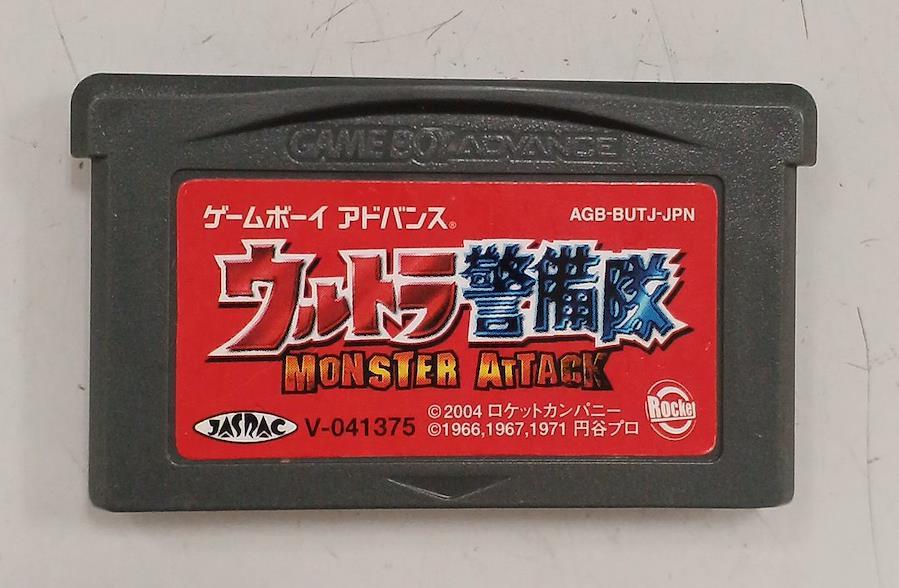 GAME BOY ADVANCE
ゲームボーイ アドバンス®
AGB-BUTJ-JPN
ウルトラ警備隊
MONSTER ATTACK
JASRAC
V-041375
©2004 ロケットカンパニー
©1966,1967,1971 円谷プロ
Rocket